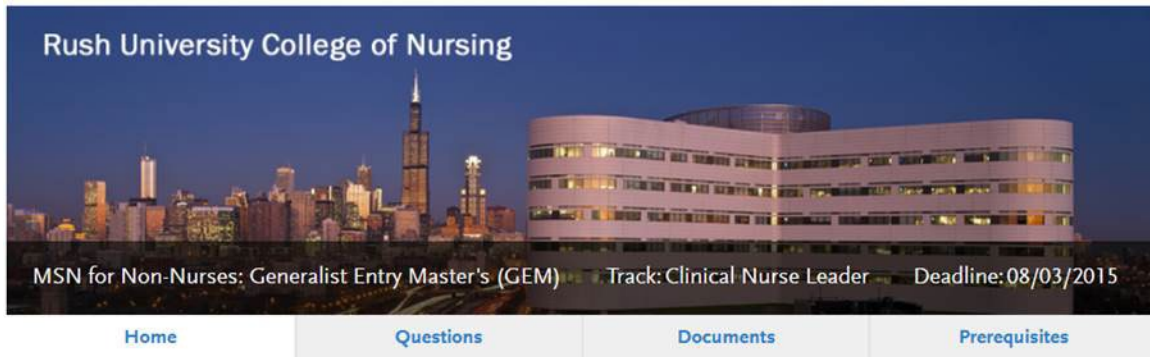 Rush University College of Nursing
MSN for Non-Nurses: Generalist Entry Master's (GEM) Track: Clinical Nurse Leader Deadline: 08/03/2015
Home Questions Documents Prerequisites